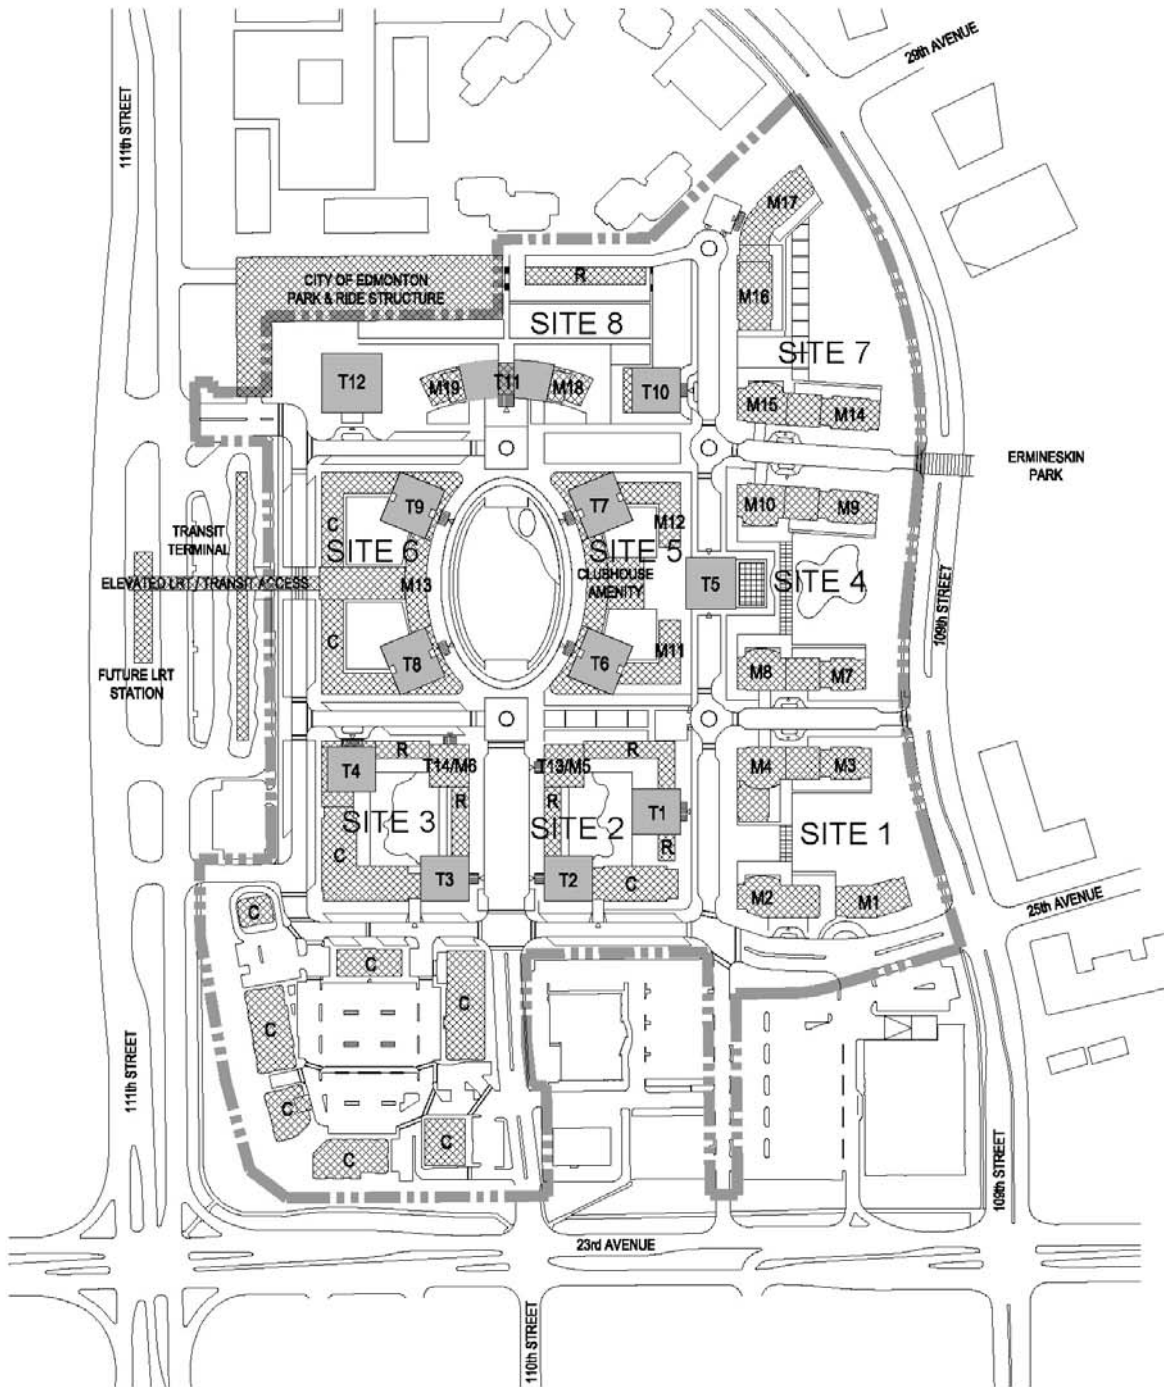 29th AVENUE
111th STREET
M17
CITY OF EDMONTON
PARK & RIDE STRUCTURE
R
M16
SITE 8
SITE 7
T12
M19
T11
M18
T10
M15
M14
ERMINESKIN
PARK
T9
T7
M10
M9
C
M12
TRANSIT
TERMINAL
SITE 6
SITE 5
ELEVATED LRT / TRANSIT ACCESS
M13
CLUBHOUSE
AMENITY
T5
SITE 4
109th STREET
C
M11
T8
T6
M8
M7
FUTURE LRT
STATION
R
R
T4
T14/M6
T13/M5
M4
M3
R
R
T1
SITE 3
SITE 2
SITE 1
C
R
T3
T2
C
M2
M1
25th AVENUE
C
C
C
C
111th STREET
C
C
C
109th STREET
23rd AVENUE
110th STREET